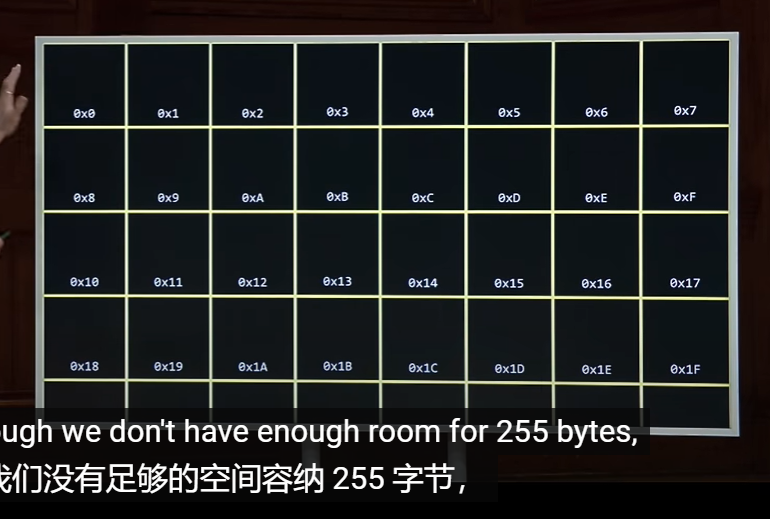 0x0 0x1 0x2 0x3 0x4 0x5 0x6 0x7
0x8 0x9 0xA 0xB 0xC 0xD 0xE 0xF
0x10 0x11 0x12 0x13 0x14 0x15 0x16 0x17
0x18 0x19 0x1A 0x1B 0x1C 0x1D 0x1E 0x1F
we don't have enough room for 255 bytes,
我们没有足够的空间容纳 255 字节，